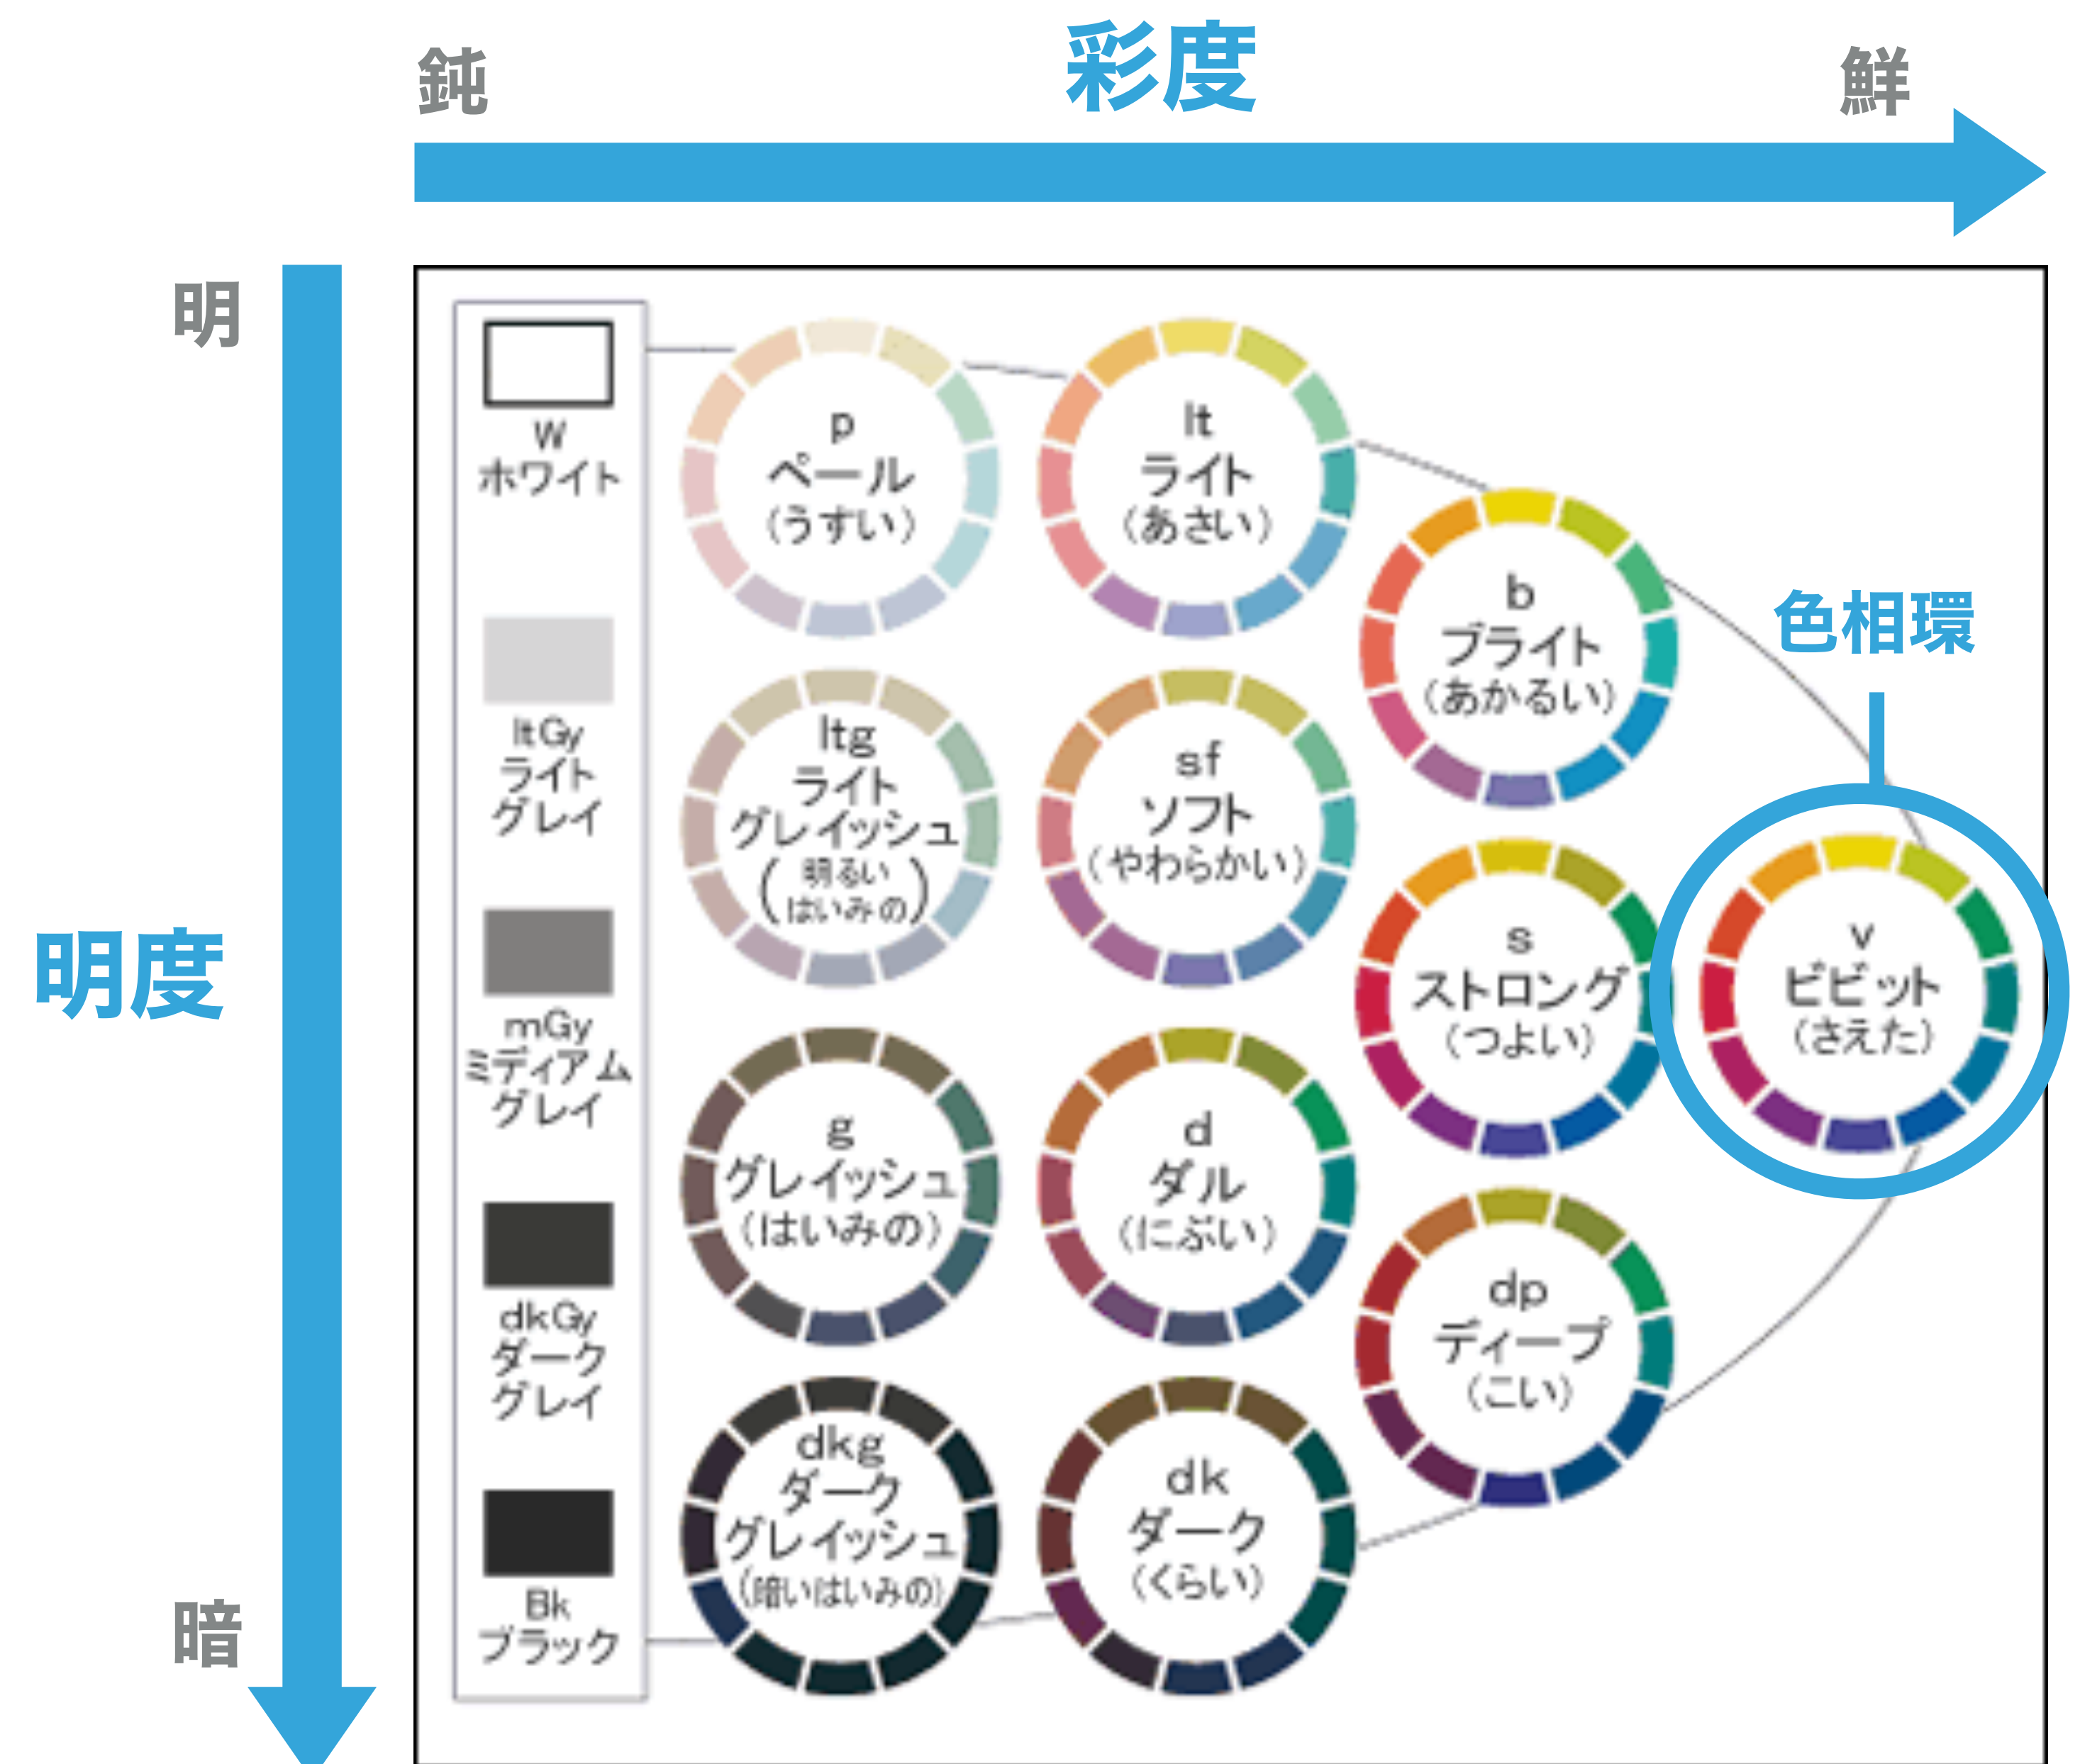 彩度
鈍
鮮
明
明度
暗
W
ホワイト
ltGy
ライト
グレイ
mGy
ミディアム
グレイ
dkGy
ダーク
グレイ
Bk
ブラック
p
ペール
(うすい)
lt
ライト
(あさい)
b
ブライト
(あかるい)
色相環
ltg
ライト
グレイッシュ
(明るい
はいみの)
sf
ソフト
(やわらかい)
s
ストロング
(つよい)
v
ビビット
(さえた)
g
グレイッシュ
(はいみの)
d
ダル
(にぶい)
dp
ディープ
(こい)
dkg
ダーク
グレイッシュ
(暗いはいみの)
dk
ダーク
(くらい)